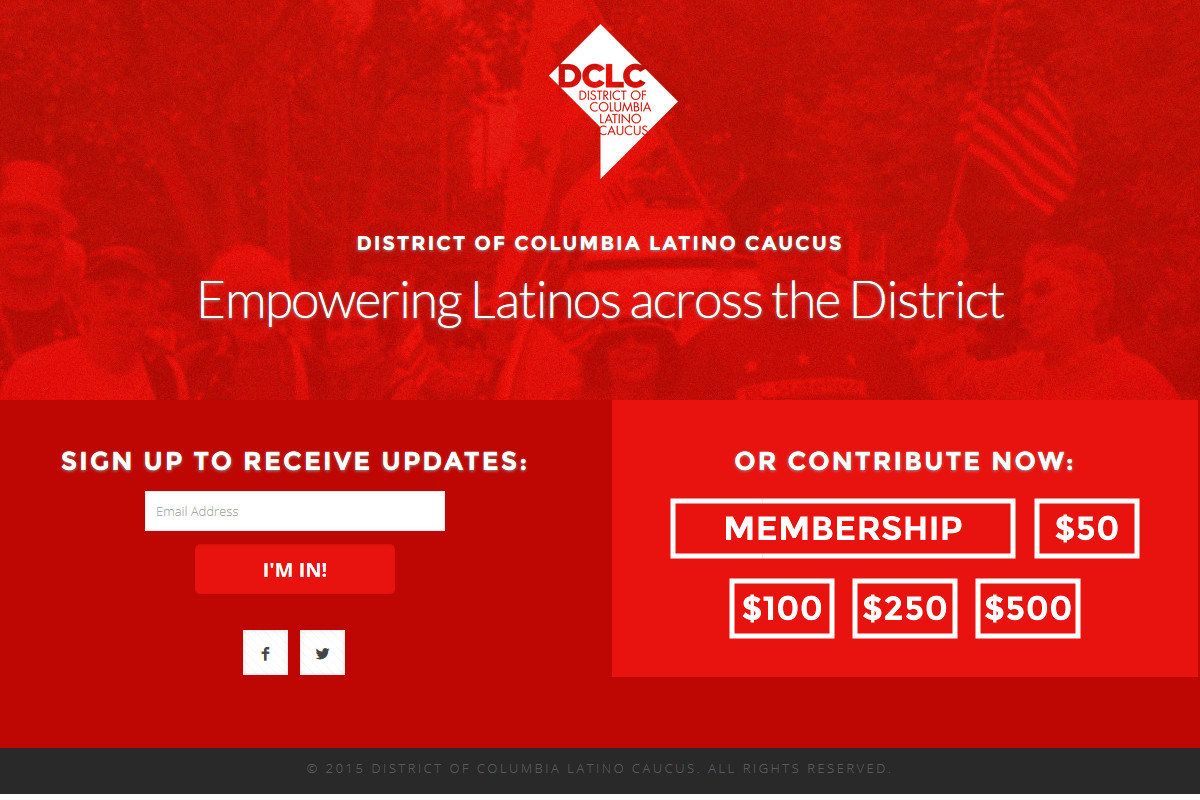 DCLC
DISTRICT OF
COLUMBIA
LATINO
CAUCUS
DISTRICT OF COLUMBIA LATINO CAUCUS
Empowering Latinos across the District
SIGN UP TO RECEIVE UPDATES:
Email Address
I'M IN!
OR CONTRIBUTE NOW:
MEMBERSHIP $50
$100 $250 $500
© 2015 DISTRICT OF COLUMBIA LATINO CAUCUS. ALL RIGHTS RESERVED.